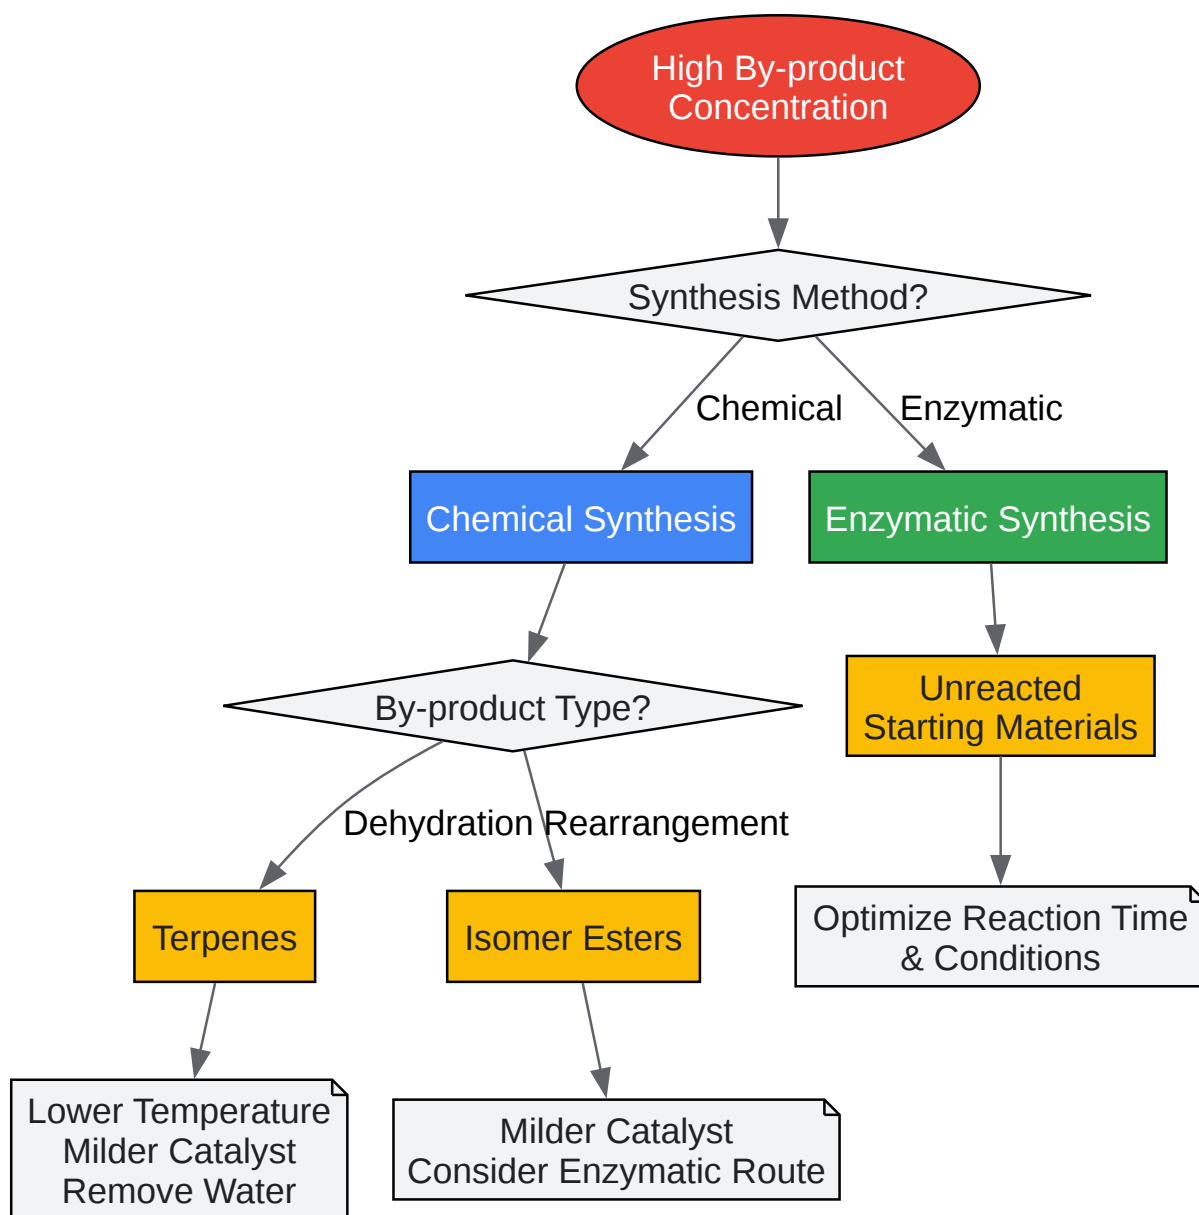 High By-product
Concentration
Synthesis Method?
Chemical
Enzymatic
Chemical Synthesis
Enzymatic Synthesis
By-product Type?
Unreacted
Starting Materials
Dehydration
Rearrangement
Terpenes
Isomer Esters
Optimize Reaction Time
& Conditions
Lower Temperature
Milder Catalyst
Remove Water
Milder Catalyst
Consider Enzymatic Route